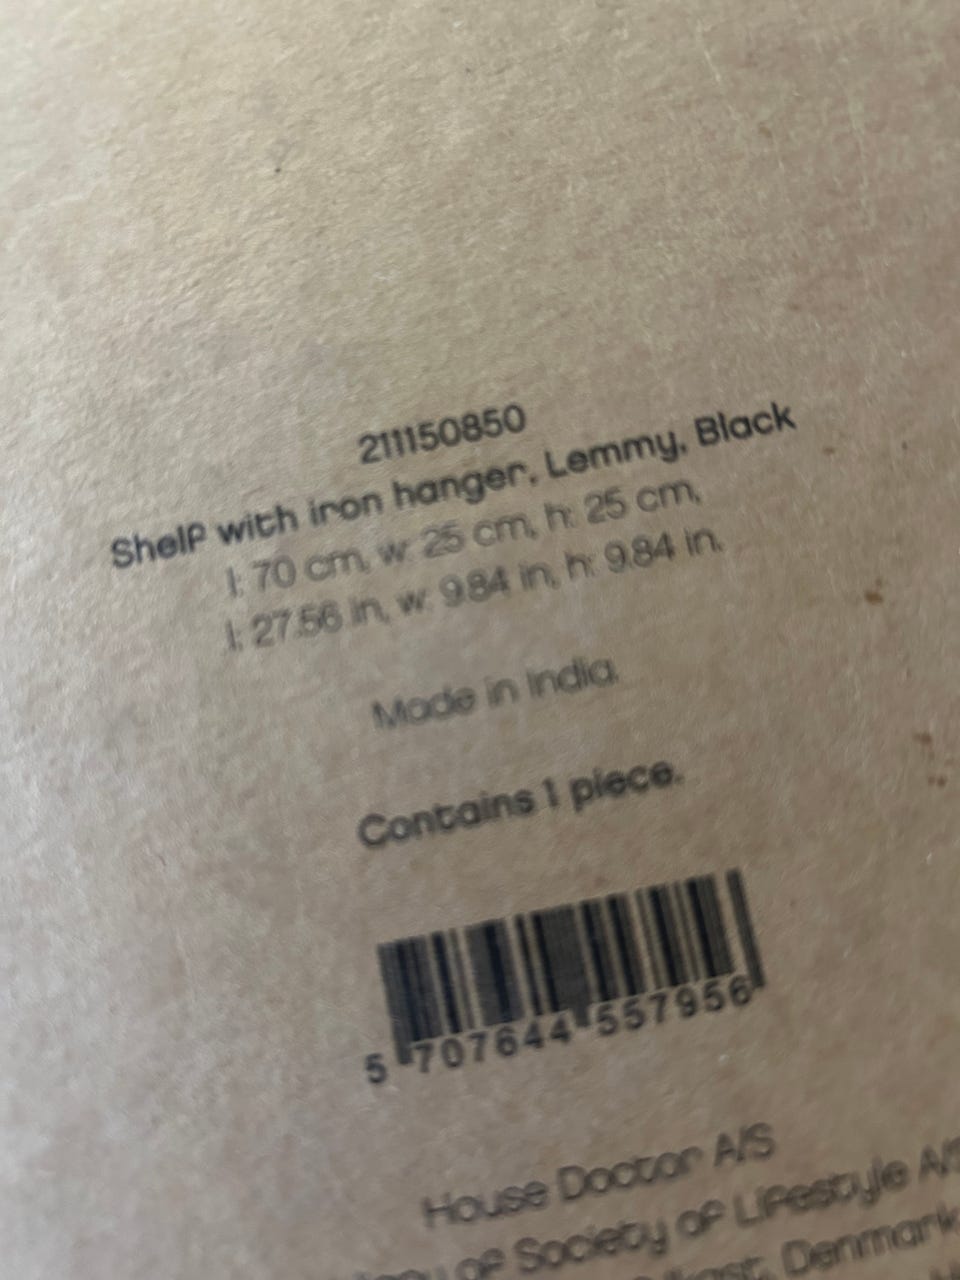 211150850
Shelf with iron hanger, Lemmy, Black
l: 70 cm, w: 25 cm, h: 25 cm,
l: 27.56 in, w: 9.84 in, h: 9.84 in.
Made in India.
Contains 1 piece.
5 707644 557956
House Doctor A/S
of Society of Lifestyle A/S
Denmark